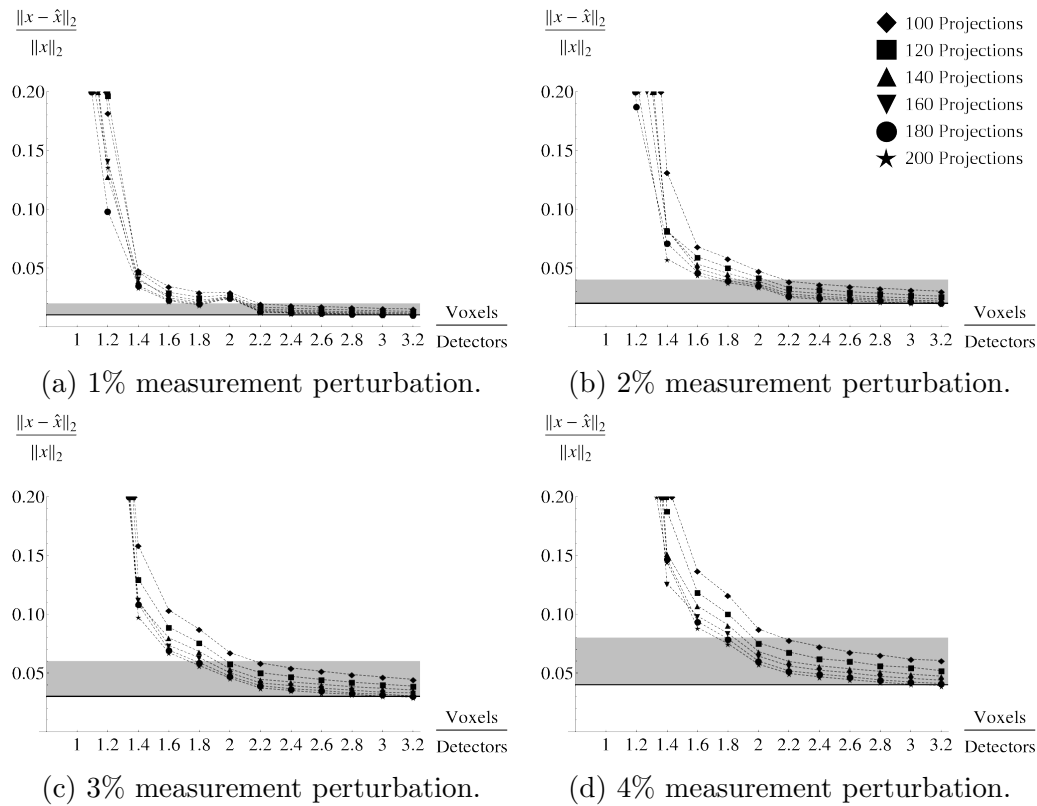 ‖x − x̂‖₂
‖x‖₂
0.20
0.15
0.10
0.05
1 1.2 1.4 1.6 1.8 2 2.2 2.4 2.6 2.8 3 3.2
Voxels
Detectors
(a) 1% measurement perturbation.
‖x − x̂‖₂
‖x‖₂
100 Projections
120 Projections
140 Projections
160 Projections
180 Projections
200 Projections
0.20
0.15
0.10
0.05
1 1.2 1.4 1.6 1.8 2 2.2 2.4 2.6 2.8 3 3.2
Voxels
Detectors
(b) 2% measurement perturbation.
‖x − x̂‖₂
‖x‖₂
0.20
0.15
0.10
0.05
1 1.2 1.4 1.6 1.8 2 2.2 2.4 2.6 2.8 3 3.2
Voxels
Detectors
(c) 3% measurement perturbation.
‖x − x̂‖₂
‖x‖₂
0.20
0.15
0.10
0.05
1 1.2 1.4 1.6 1.8 2 2.2 2.4 2.6 2.8 3 3.2
Voxels
Detectors
(d) 4% measurement perturbation.